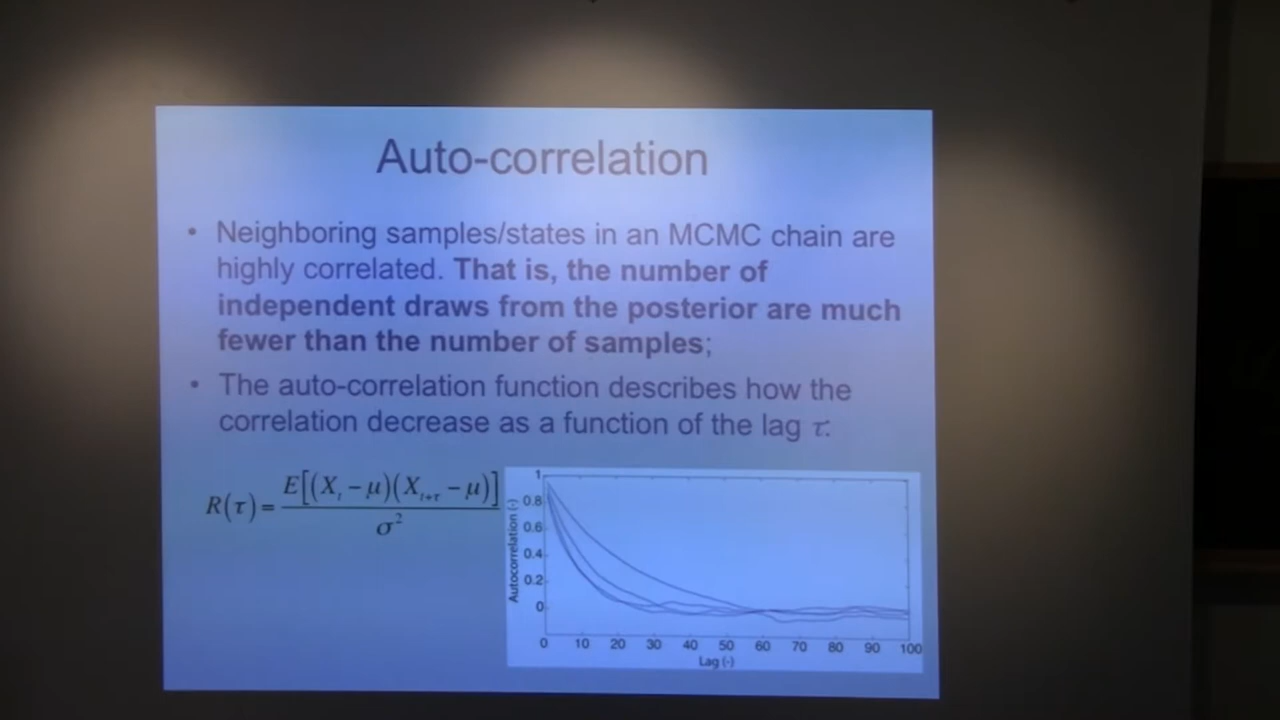 Auto-correlation
• Neighboring samples/states in an MCMC chain are
highly correlated. That is, the number of
independent draws from the posterior are much
fewer than the number of samples;
• The auto-correlation function describes how the
correlation decrease as a function of the lag τ:
R(τ) = E[(X_t − μ)(X_{t+τ} − μ)] / σ²
Autocorrelation (-)
1
0.8
0.6
0.4
0.2
0
0 10 20 30 40 50 60 70 80 90 100
Lag (-)